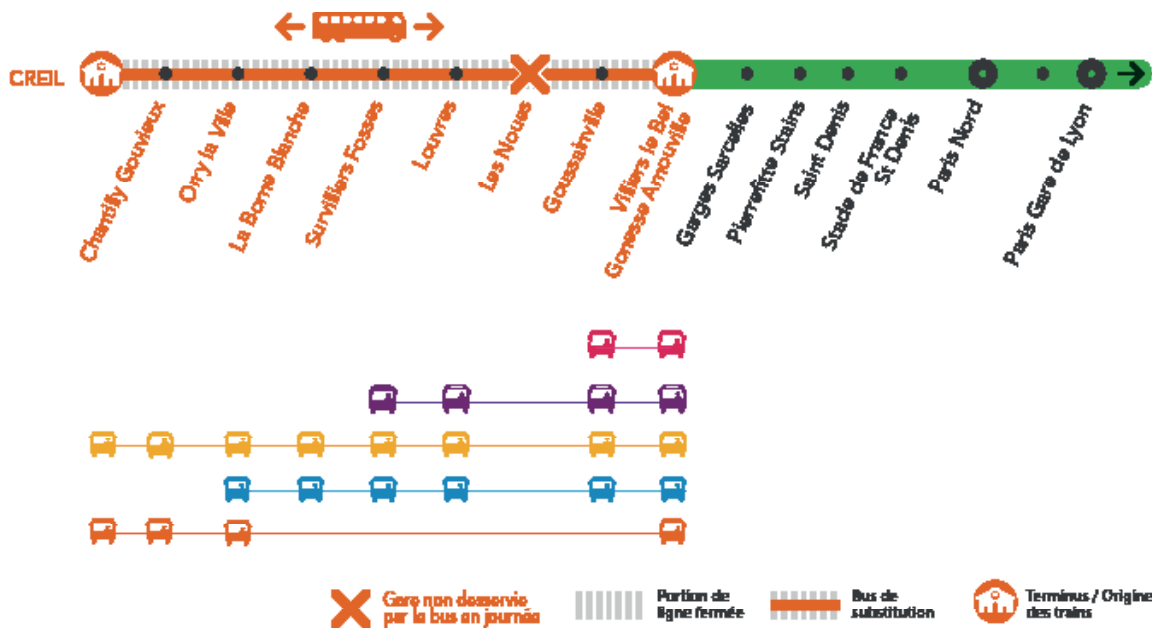 CREIL
Chantilly Gouvieux
Orry la Ville
La Borne Blanche
Survilliers Fosses
Louvres
Les Noues
Goussainville
Villiers le Bel
Gonesse Arnouville
Garges Sarcelles
Pierrefitte Stains
Saint Denis
Stade de France
St Denis
Paris Nord
Paris Gare de Lyon
Gare non desservie
par le bus en journée
Portion de
ligne fermée
Bus de
substitution
Terminus / Origine
des trains